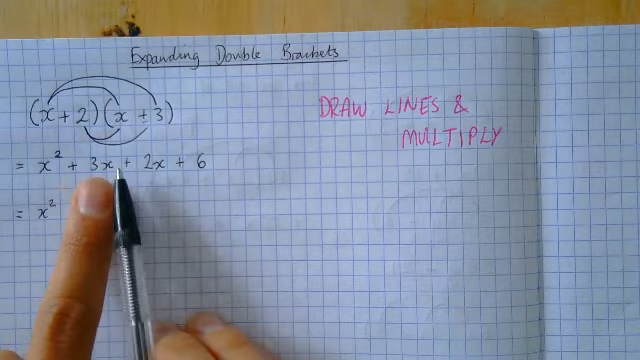 Expanding Double Brackets
(x + 2)(x + 3)
DRAW LINES &
MULTIPLY
= x² + 3x + 2x + 6
= x²